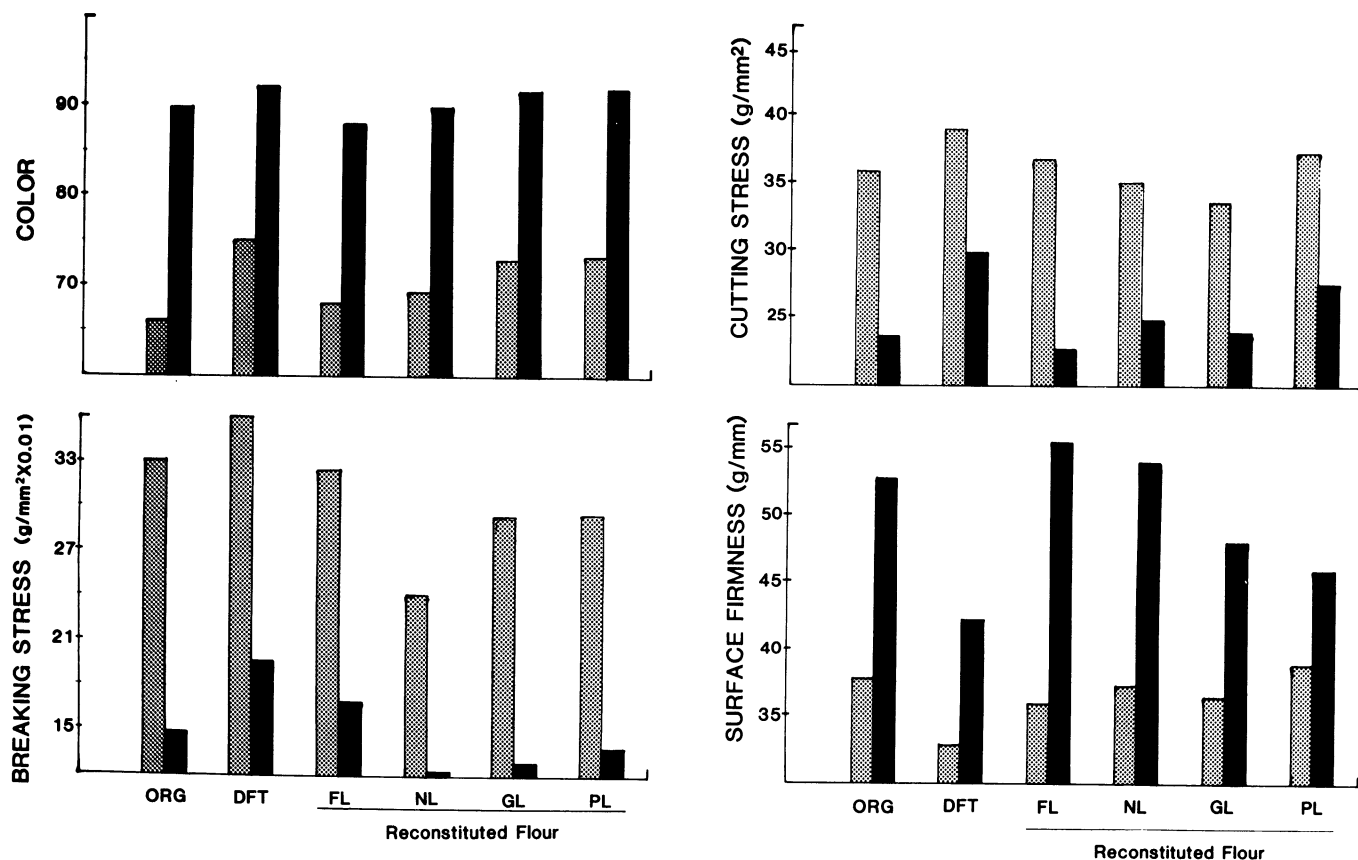 COLOR
90
80
70
CUTTING STRESS (g/mm²)
45
40
35
30
25
BREAKING STRESS (g/mm²X0.01)
33
27
21
15
ORG DFT FL NL GL PL
Reconstituted Flour
SURFACE FIRMNESS (g/mm)
55
50
45
40
35
ORG DFT FL NL GL PL
Reconstituted Flour